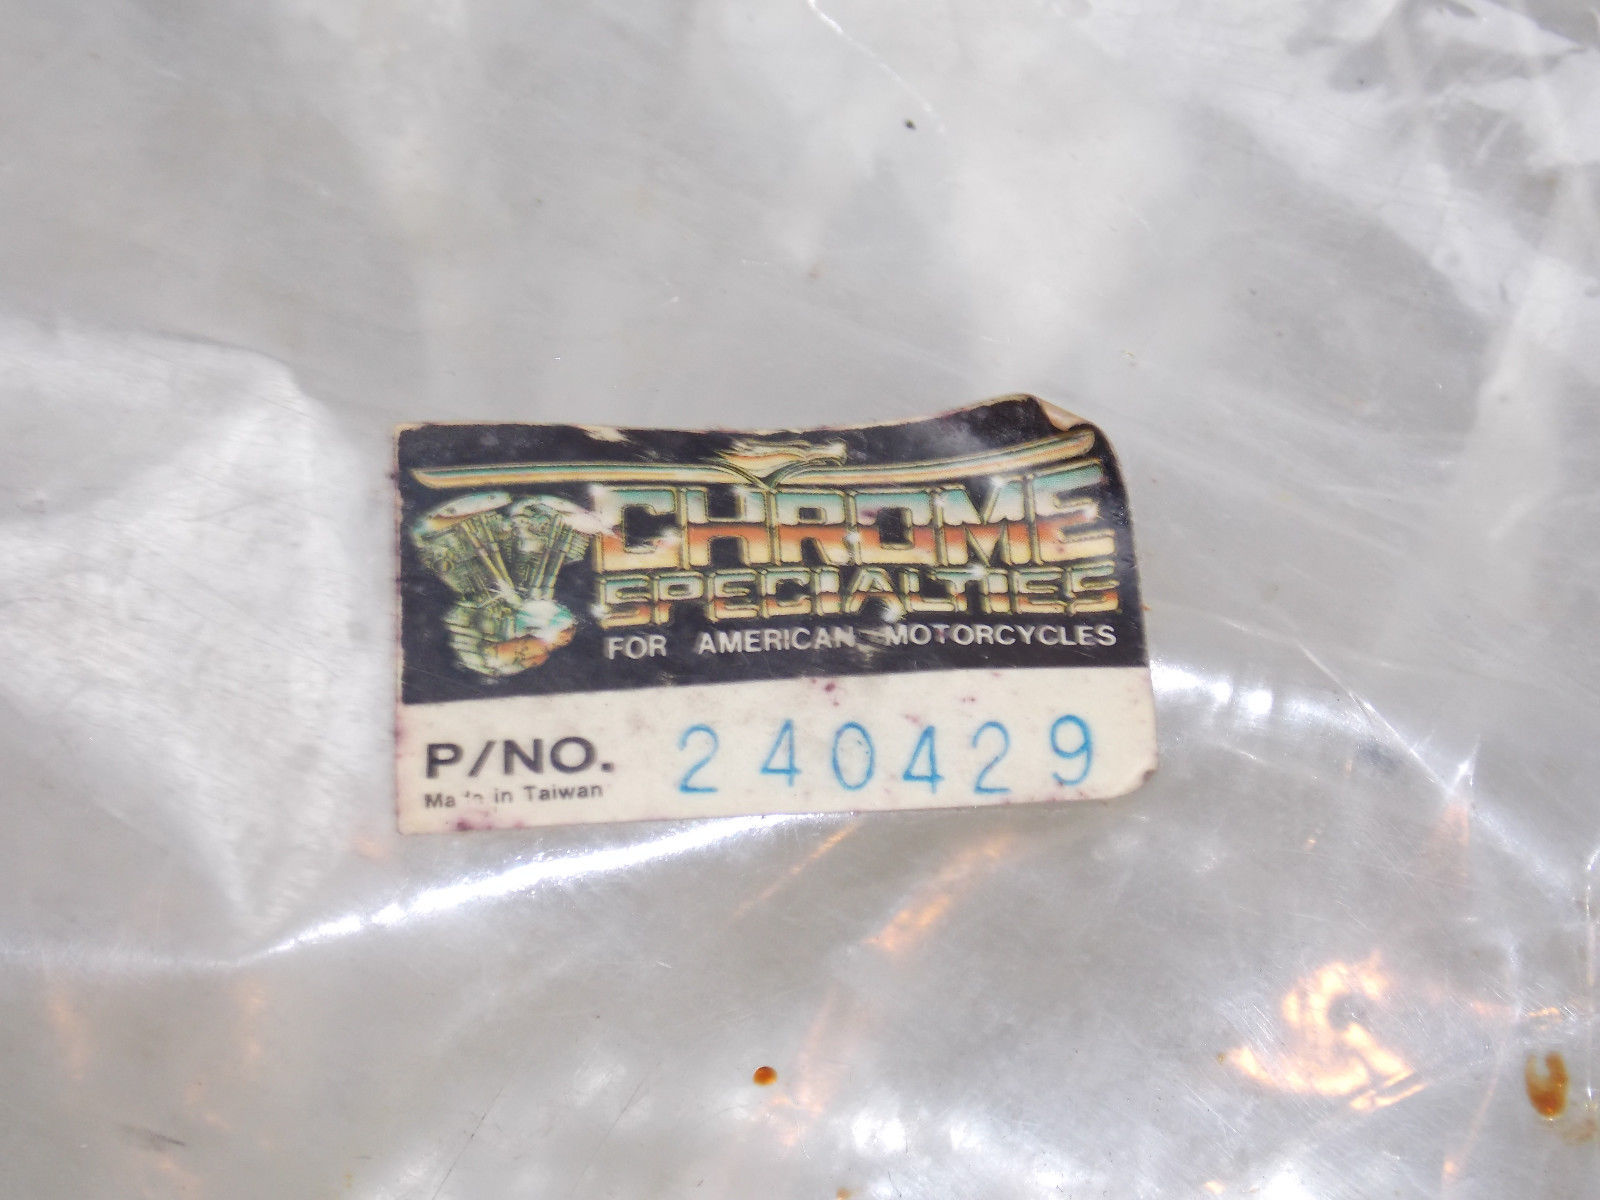 CHROME
SPECIALTIES
FOR AMERICAN MOTORCYCLES
P/NO. 240429
Made in Taiwan